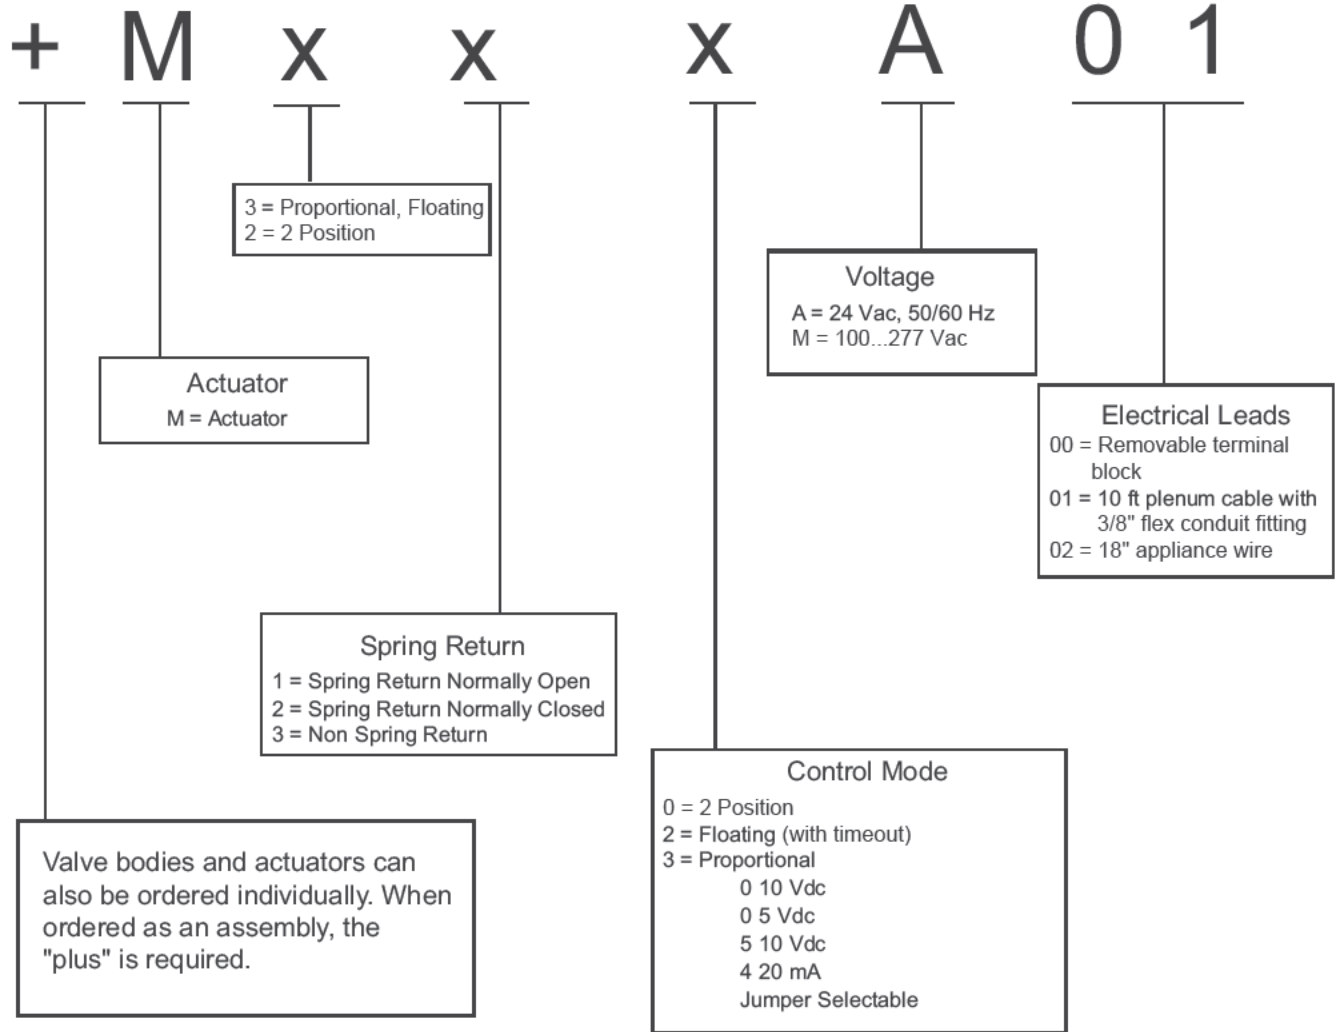 + M x x x A 0 1
3 = Proportional, Floating
2 = 2 Position
Voltage
A = 24 Vac, 50/60 Hz
M = 100...277 Vac
Actuator
M = Actuator
Electrical Leads
00 = Removable terminal
block
01 = 10 ft plenum cable with
3/8" flex conduit fitting
02 = 18" appliance wire
Spring Return
1 = Spring Return Normally Open
2 = Spring Return Normally Closed
3 = Non Spring Return
Control Mode
0 = 2 Position
2 = Floating (with timeout)
3 = Proportional
0 10 Vdc
0 5 Vdc
5 10 Vdc
4 20 mA
Jumper Selectable
Valve bodies and actuators can
also be ordered individually. When
ordered as an assembly, the
"plus" is required.